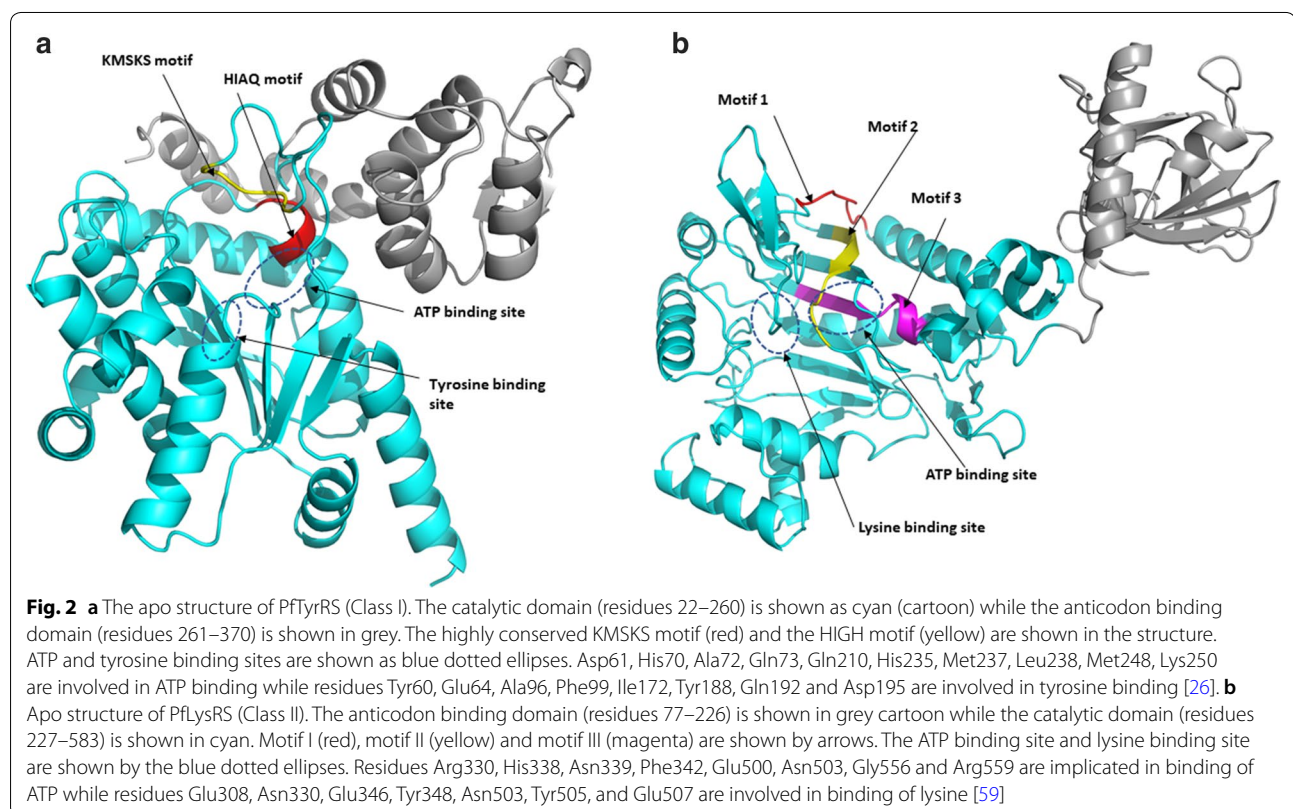 a
b
KMSKS motif
HIAQ motif
ATP binding site
Tyrosine binding
site
Motif 1
Motif 2
Motif 3
ATP binding site
Lysine binding site
Fig. 2 a The apo structure of PfTyrRS (Class I). The catalytic domain (residues 22–260) is shown as cyan (cartoon) while the anticodon binding
domain (residues 261–370) is shown in grey. The highly conserved KMSKS motif (red) and the HIGH motif (yellow) are shown in the structure.
ATP and tyrosine binding sites are shown as blue dotted ellipses. Asp61, His70, Ala72, Gln73, Gln210, His235, Met237, Leu238, Met248, Lys250
are involved in ATP binding while residues Tyr60, Glu64, Ala96, Phe99, Ile172, Tyr188, Gln192 and Asp195 are involved in tyrosine binding [26]. b
Apo structure of PfLysRS (Class II). The anticodon binding domain (residues 77–226) is shown in grey cartoon while the catalytic domain (residues
227–583) is shown in cyan. Motif I (red), motif II (yellow) and motif III (magenta) are shown by arrows. The ATP binding site and lysine binding site
are shown by the blue dotted ellipses. Residues Arg330, His338, Asn339, Phe342, Glu500, Asn503, Gly556 and Arg559 are implicated in binding of
ATP while residues Glu308, Asn330, Glu346, Tyr348, Asn503, Tyr505, and Glu507 are involved in binding of lysine [59]